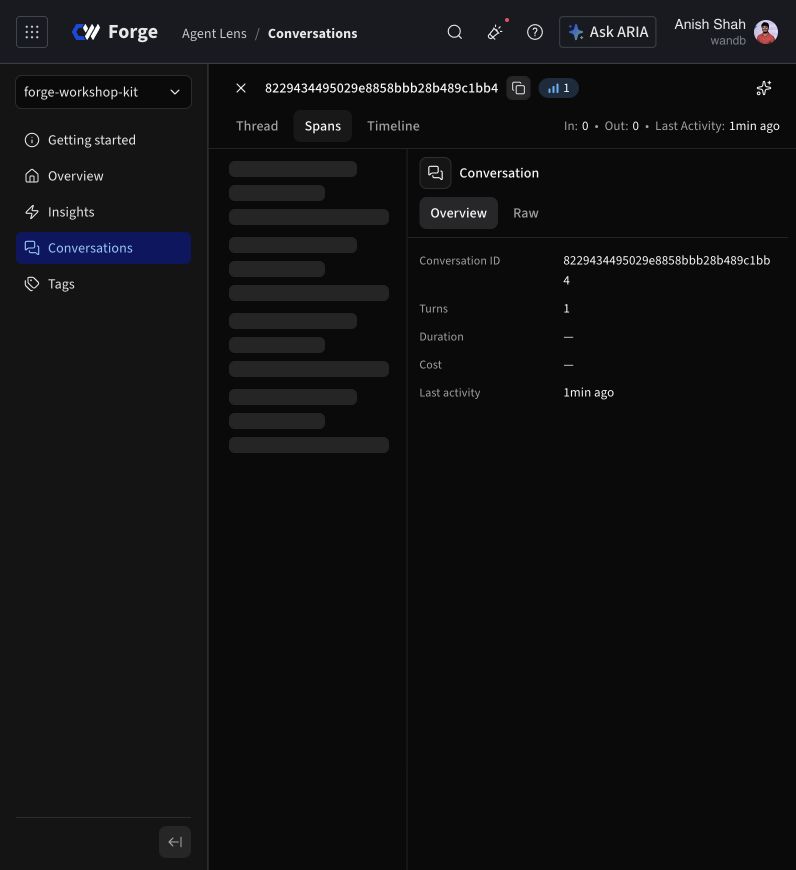 Forge
Agent Lens / Conversations
Ask ARIA
Anish Shah
wandb
forge-workshop-kit
Getting started
Overview
Insights
Conversations
Tags
8229434495029e8858bbb28b489c1bb4
1
Thread
Spans
Timeline
In: 0 • Out: 0 • Last Activity: 1min ago
Conversation
Overview
Raw
Conversation ID 8229434495029e8858bbb28b489c1bb
4
Turns 1
Duration —
Cost —
Last activity 1min ago